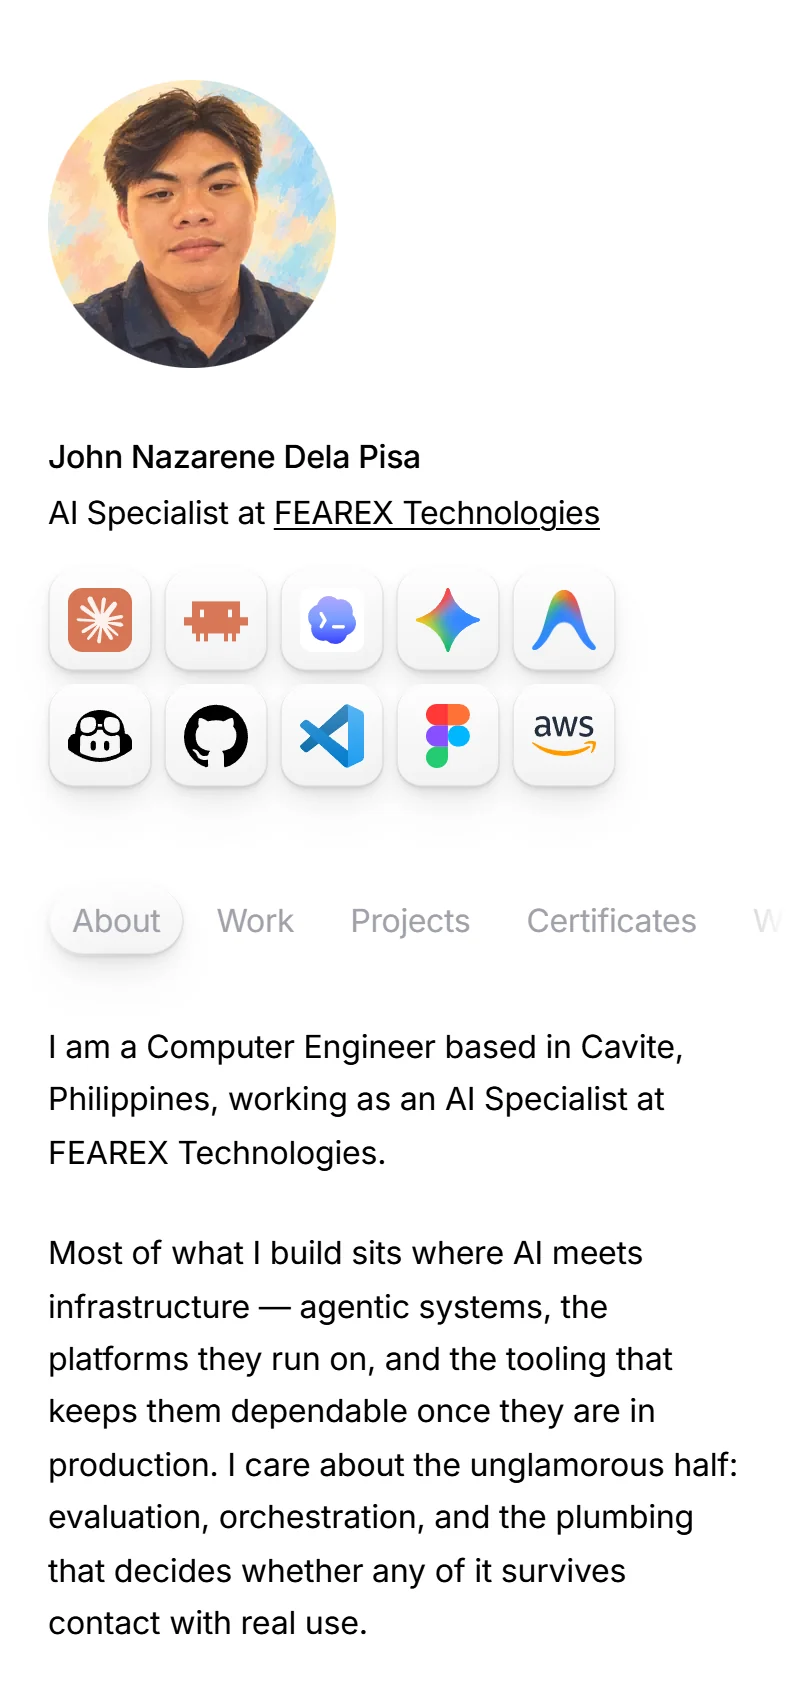 John Nazarene Dela Pisa
AI Specialist at FEAREX Technologies
aws
About Work Projects Certificates W
I am a Computer Engineer based in Cavite,
Philippines, working as an AI Specialist at
FEAREX Technologies.
Most of what I build sits where AI meets
infrastructure — agentic systems, the
platforms they run on, and the tooling that
keeps them dependable once they are in
production. I care about the unglamorous half:
evaluation, orchestration, and the plumbing
that decides whether any of it survives
contact with real use.